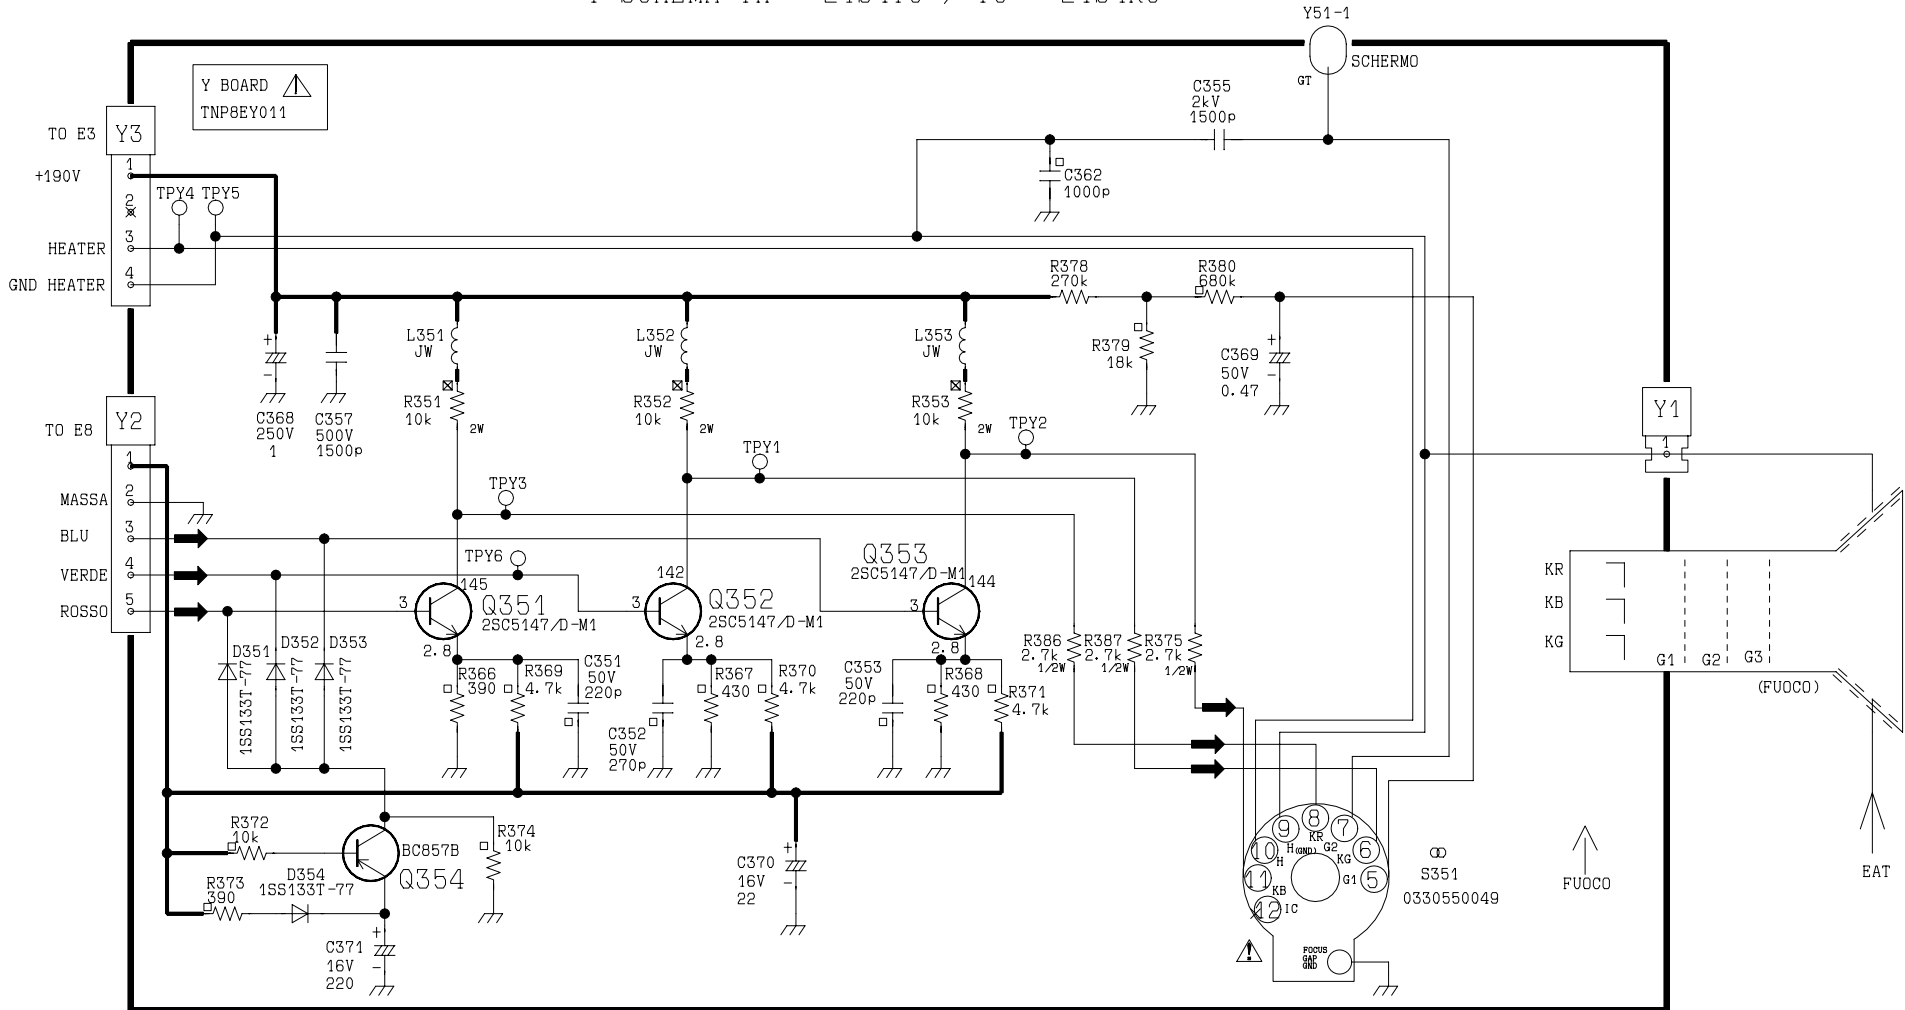 Y51-1
SCHERMO
GT
Y BOARD
TNP8EY011
C355
2kV
1500p
TO E3
Y3
1
+190V
TPY4 TPY5
2
C362
1000p
3
HEATER
4
GND HEATER
R378
270k
R380
680k
L351
JW
L352
JW
L353
JW
R379
18k
C369
50V
0.47
+
-
+
-
R351
10k
2W
R352
10k
2W
R353
10k
2W
C368
250V
1
C357
500V
1500p
Y2
TO E8
Y1
1
TPY1
TPY2
TPY3
1
MASSA
2
BLU
3
VERDE
4
ROSSO
5
TPY6
145
3
Q351
2SC5147/D-M1
2.8
142
3
Q352
2SC5147/D-M1
2.8
Q353
2SC5147/D-M1
144
3
2.8
KR
KB
KG
G1
G2
G3
(FUOCO)
D351
1SS133T-77
D352
1SS133T-77
D353
1SS133T-77
R366
390
R369
4.7k
C351
50V
220p
R367
430
R370
4.7k
C352
50V
270p
C353
50V
220p
R368
430
R371
4.7k
R386
2.7k
1/2W
R387
2.7k
1/2W
R375
2.7k
1/2W
R372
10k
BC857B
Q354
R374
10k
R373
390
D354
1SS133T-77
C371
16V
220
+
-
C370
16V
22
+
-
8
9
7
10
6
11
5
12
KR
H(GND)
G2
H
KG
G1
KB
IC
FOCUS
GAP
GND
S351
0330550049
FUOCO
EAT